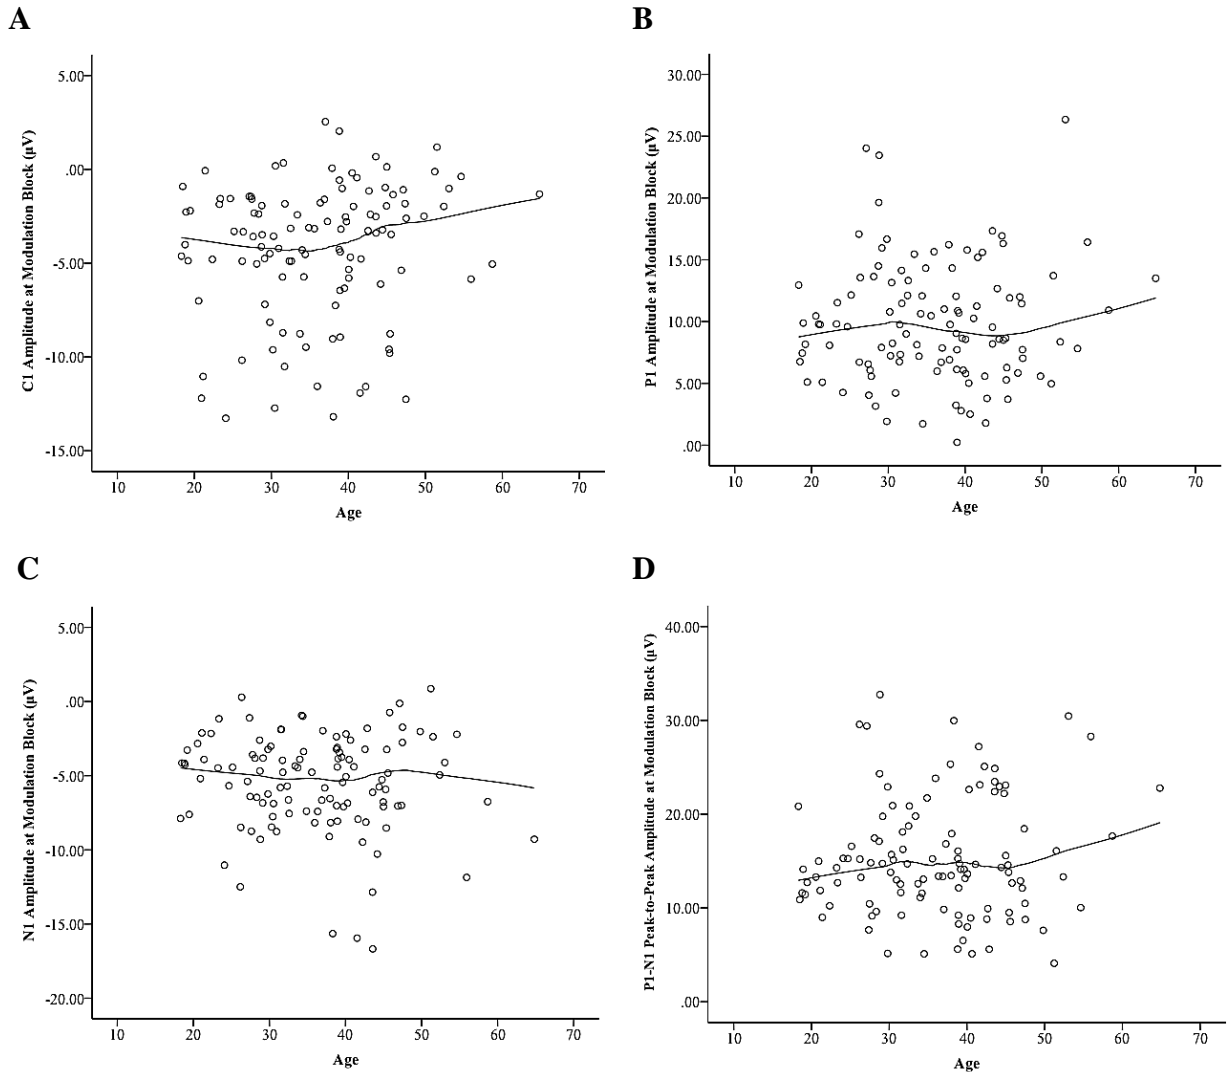 A
C1 Amplitude at Modulation Block (μV)
5.00
.00
-5.00
-10.00
-15.00
10 20 30 40 50 60 70
Age
B
P1 Amplitude at Modulation Block (μV)
30.00
25.00
20.00
15.00
10.00
5.00
.00
10 20 30 40 50 60 70
Age
C
N1 Amplitude at Modulation Block (μV)
5.00
.00
-5.00
-10.00
-15.00
-20.00
10 20 30 40 50 60 70
Age
D
P1-N1 Peak-to-Peak Amplitude at Modulation Block (μV)
40.00
30.00
20.00
10.00
.00
10 20 30 40 50 60 70
Age